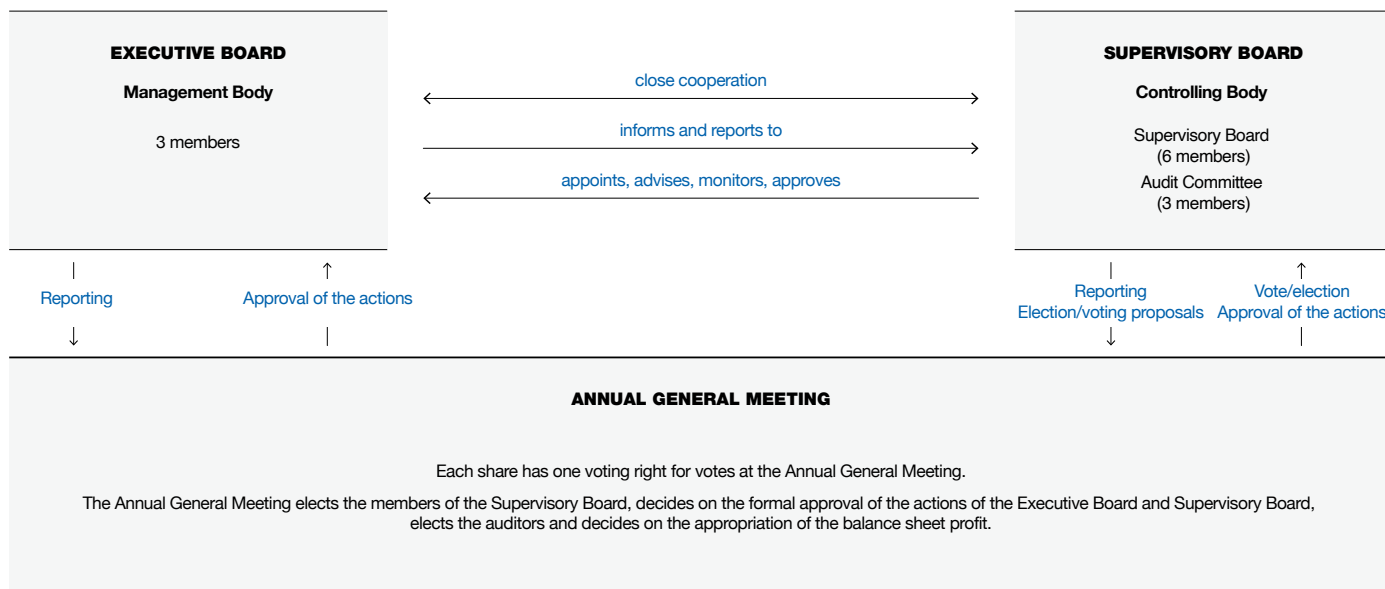 EXECUTIVE BOARD
Management Body
3 members
close cooperation
informs and reports to
appoints, advises, monitors, approves
SUPERVISORY BOARD
Controlling Body
Supervisory Board
(6 members)
Audit Committee
(3 members)
Reporting
Approval of the actions
Reporting
Election/voting proposals
Vote/election
Approval of the actions
ANNUAL GENERAL MEETING
Each share has one voting right for votes at the Annual General Meeting.
The Annual General Meeting elects the members of the Supervisory Board, decides on the formal approval of the actions of the Executive Board and Supervisory Board,
elects the auditors and decides on the appropriation of the balance sheet profit.